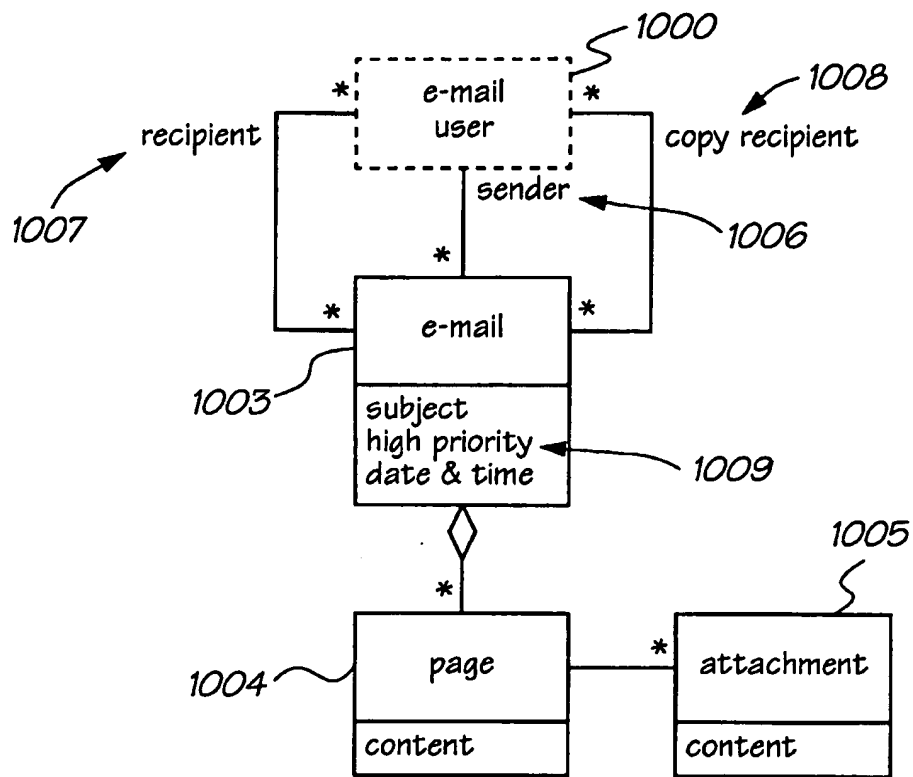 1000
1008
* e-mail *
user
recipient
copy recipient
sender
1007
1006
*
* e-mail *
1003
subject
high priority
date & time
1009
1005
*
page
* attachment
1004
content
content